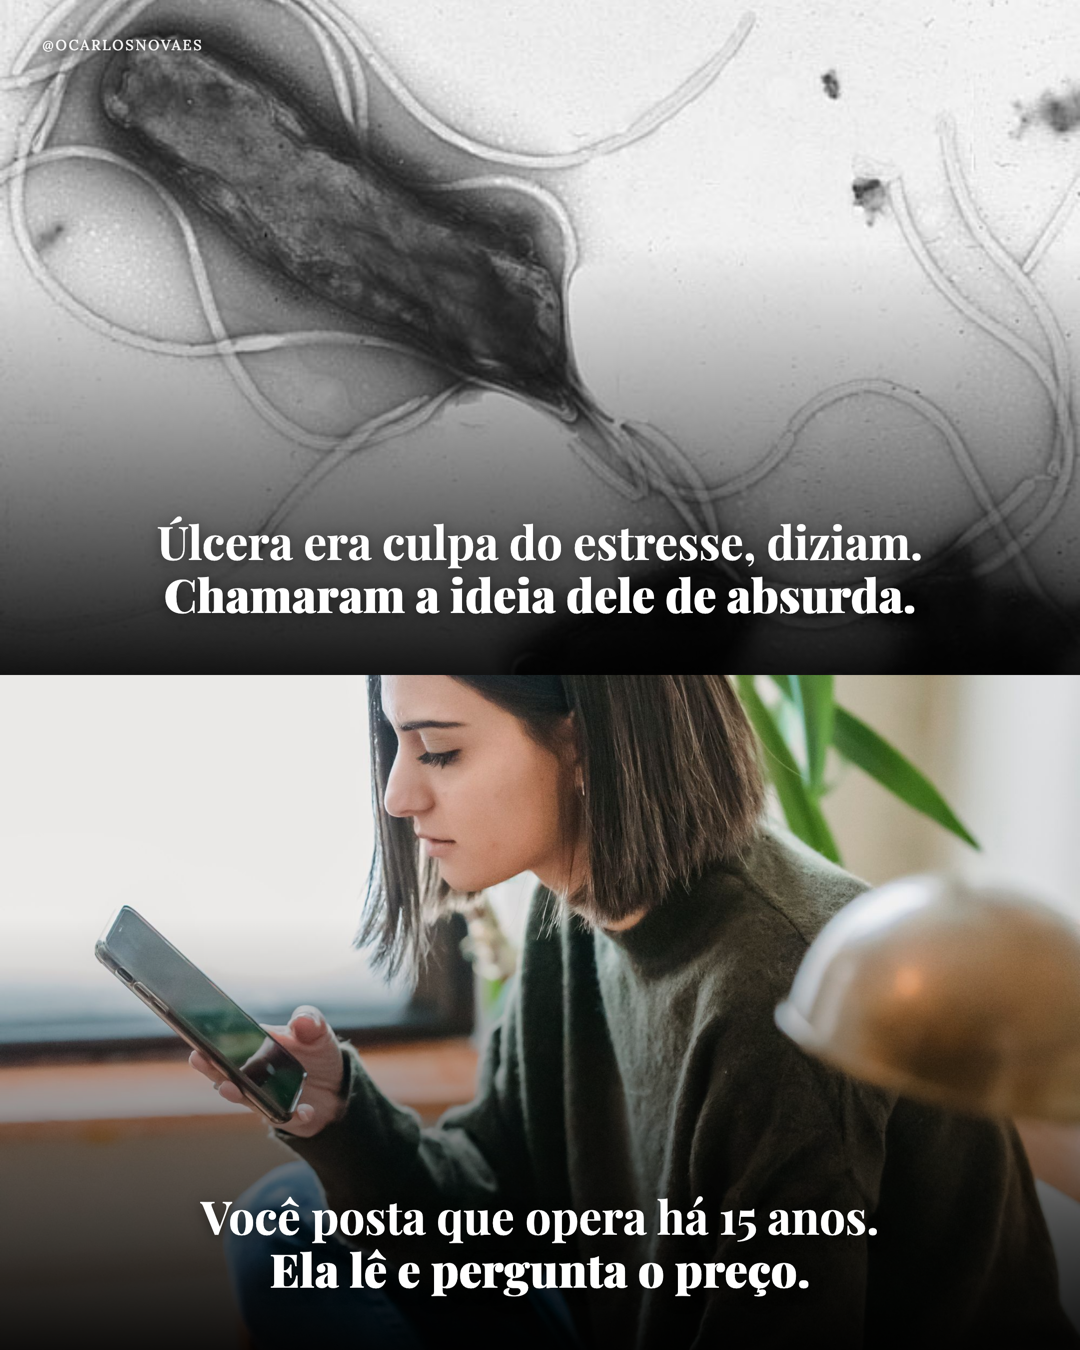 @OCARLOSNOVAES
Úlcera era culpa do estresse, diziam.
Chamaram a ideia dele de absurda.
Você posta que opera há 15 anos.
Ela lê e pergunta o preço.